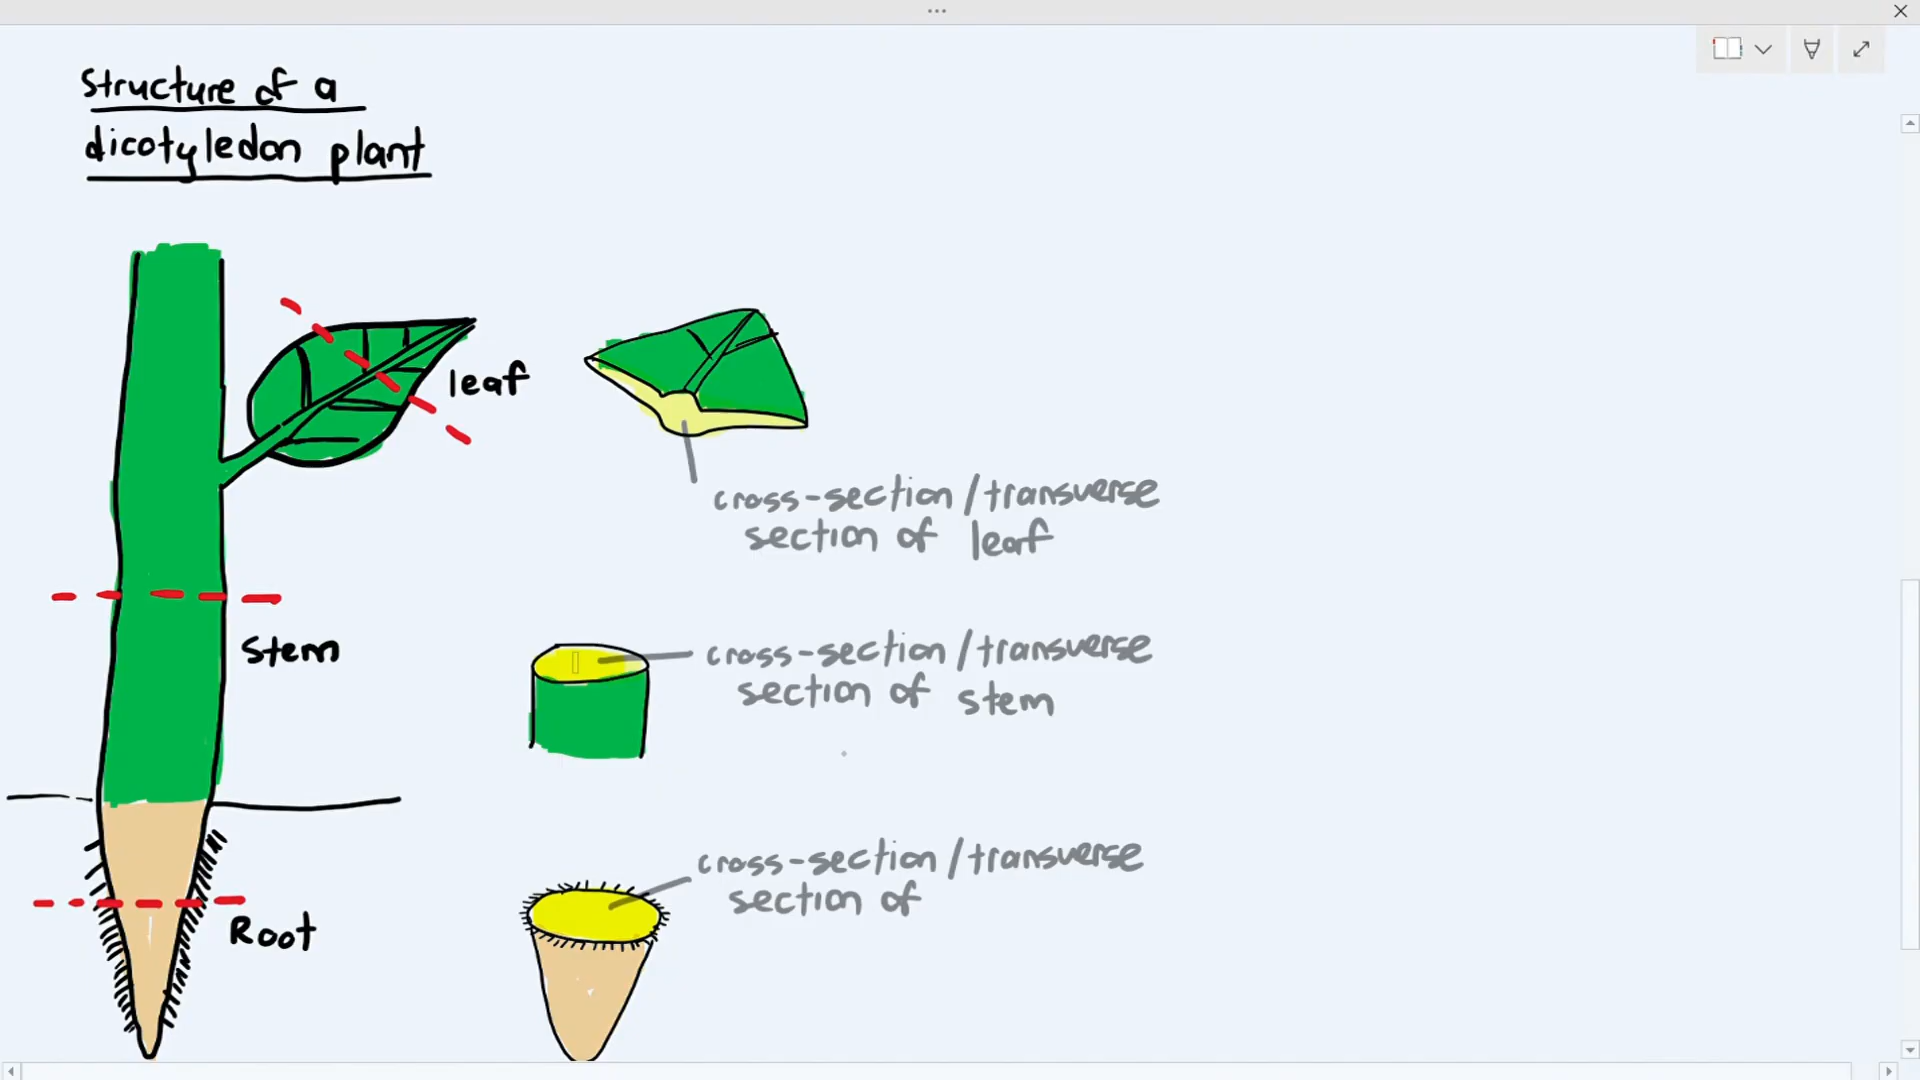 Structure of a
dicotyledon plant
leaf
cross-section/transverse
section of leaf
Stem
cross-section/transverse
section of stem
cross-section/transverse
section of
Root